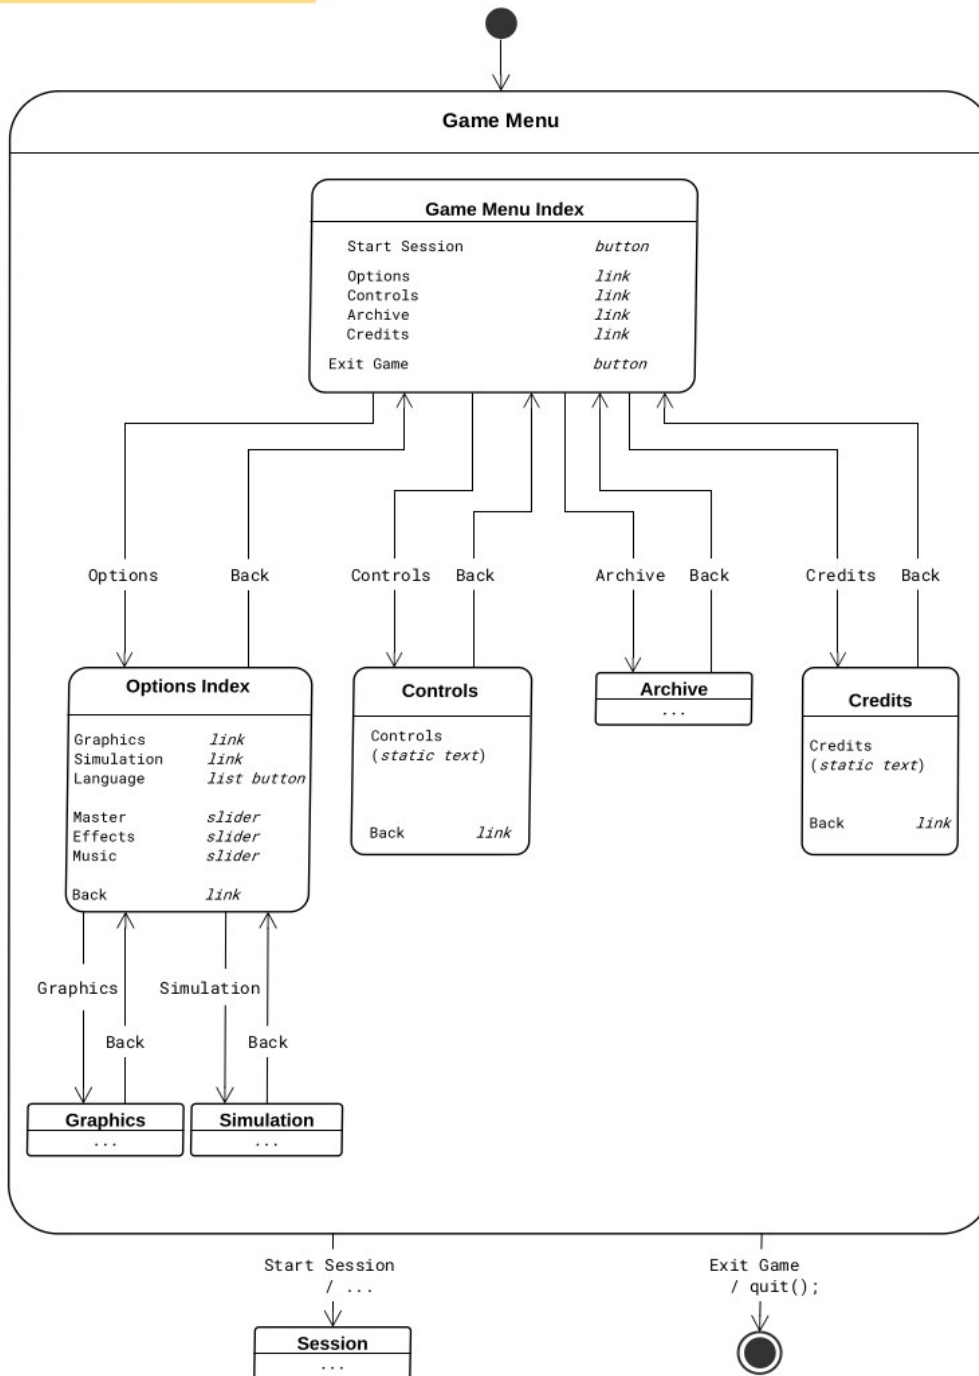 Game Menu
Game Menu Index
Start Session button
Options link
Controls link
Archive link
Credits link
Exit Game button
Options Back Controls Back Archive Back Credits Back
Options Index
Graphics link
Simulation link
Language list button
Master slider
Effects slider
Music slider
Back link
Controls
Controls
(static text)
Back link
Archive
...
Credits
Credits
(static text)
Back link
Graphics Simulation
Back Back
Graphics
...
Simulation
...
Start Session
/ ...
Exit Game
/ quit();
Session
...